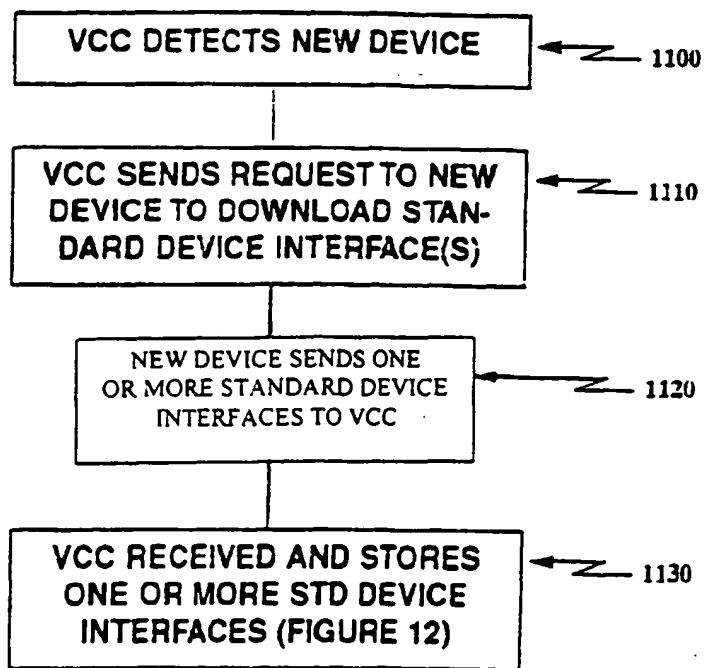 VCC DETECTS NEW DEVICE
1100
VCC SENDS REQUEST TO NEW
DEVICE TO DOWNLOAD STAN-
DARD DEVICE INTERFACE(S)
1110
NEW DEVICE SENDS ONE
OR MORE STANDARD DEVICE
INTERFACES TO VCC
1120
VCC RECEIVED AND STORES
ONE OR MORE STD DEVICE
INTERFACES (FIGURE 12)
1130